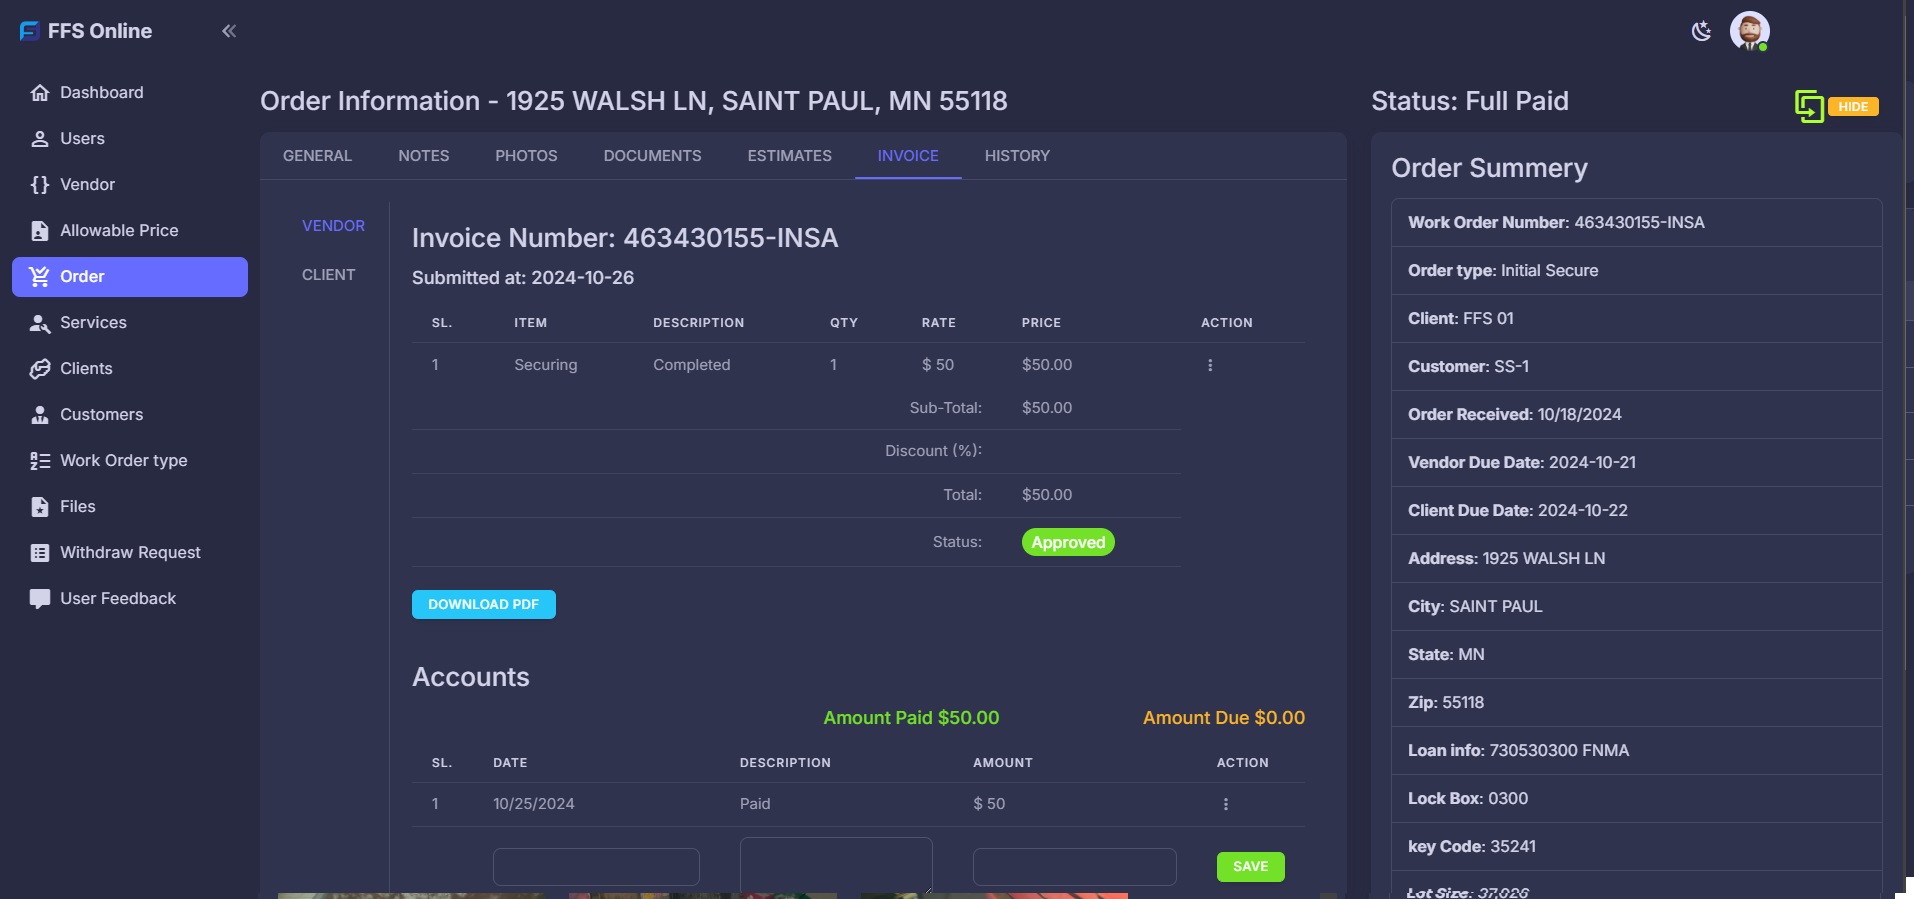 FFS Online
Dashboard
Users
Vendor
Allowable Price
Order
Services
Clients
Customers
Work Order type
Files
Withdraw Request
User Feedback
Order Information - 1925 WALSH LN, SAINT PAUL, MN 55118
GENERAL NOTES PHOTOS DOCUMENTS ESTIMATES INVOICE HISTORY
VENDOR
CLIENT
Invoice Number: 463430155-INSA
Submitted at: 2024-10-26
SL. ITEM DESCRIPTION QTY RATE PRICE ACTION
1 Securing Completed 1 $ 50 $50.00
Sub-Total: $50.00
Discount (%):
Total: $50.00
Status: Approved
DOWNLOAD PDF
Accounts
Amount Paid $50.00 Amount Due $0.00
SL. DATE DESCRIPTION AMOUNT ACTION
1 10/25/2024 Paid $ 50
SAVE
Status: Full Paid
HIDE
Order Summery
Work Order Number: 463430155-INSA
Order type: Initial Secure
Client: FFS 01
Customer: SS-1
Order Received: 10/18/2024
Vendor Due Date: 2024-10-21
Client Due Date: 2024-10-22
Address: 1925 WALSH LN
City: SAINT PAUL
State: MN
Zip: 55118
Loan info: 730530300 FNMA
Lock Box: 0300
key Code: 35241
Lot Size: 37,026